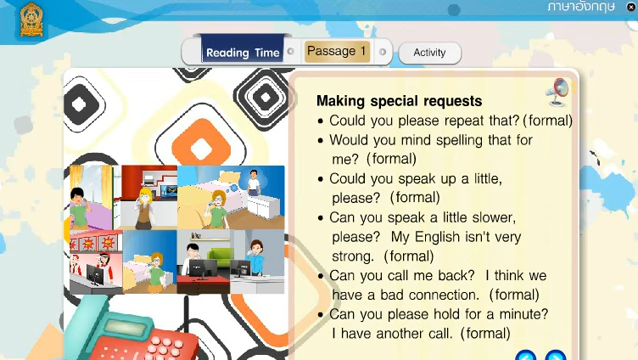 ภาษาอังกฤษ
Reading Time
Passage 1
Activity
Making special requests
• Could you please repeat that? (formal)
• Would you mind spelling that for
me? (formal)
• Could you speak up a little,
please? (formal)
• Can you speak a little slower,
please? My English isn't very
strong. (formal)
• Can you call me back? I think we
have a bad connection. (formal)
• Can you please hold for a minute?
I have another call. (formal)